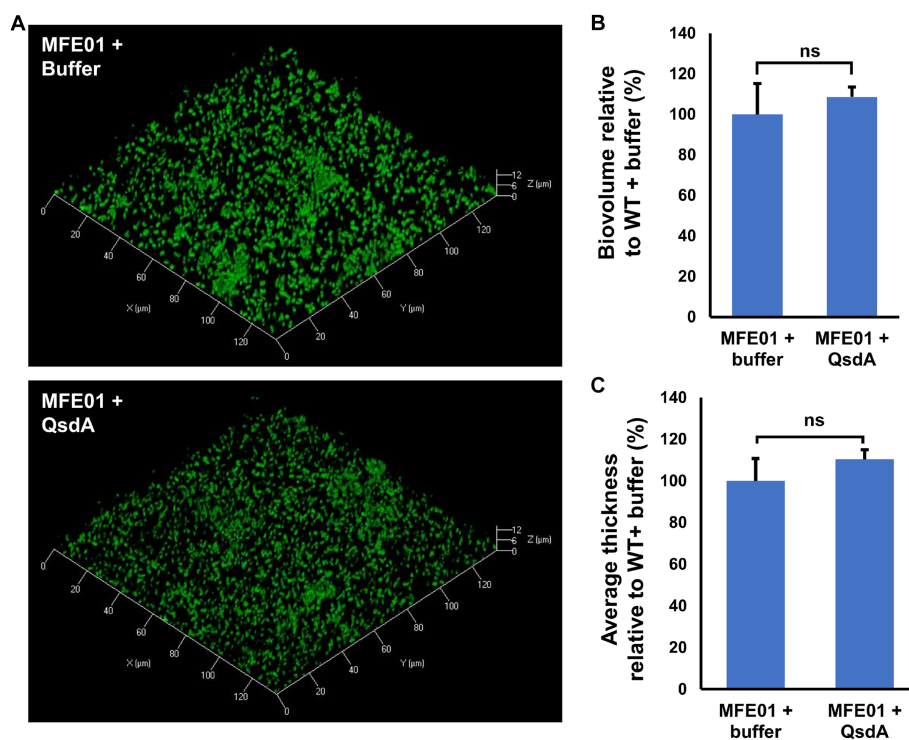 A
MFE01 +
Buffer
12
6
0
Z (µm)
0
20
40
60
80
100
120
X (µm)
0
20
40
60
80
100
120
Y (µm)
MFE01 +
QsdA
12
6
0
Z (µm)
0
20
40
60
80
100
120
X (µm)
0
20
40
60
80
100
120
Y (µm)
B
Biovolume relative
to WT + buffer (%)
140
120
100
80
60
40
20
0
ns
MFE01 +
buffer
MFE01 +
QsdA
C
Average thickness
relative to WT+ buffer (%)
140
120
100
80
60
40
20
0
ns
MFE01 +
buffer
MFE01 +
QsdA